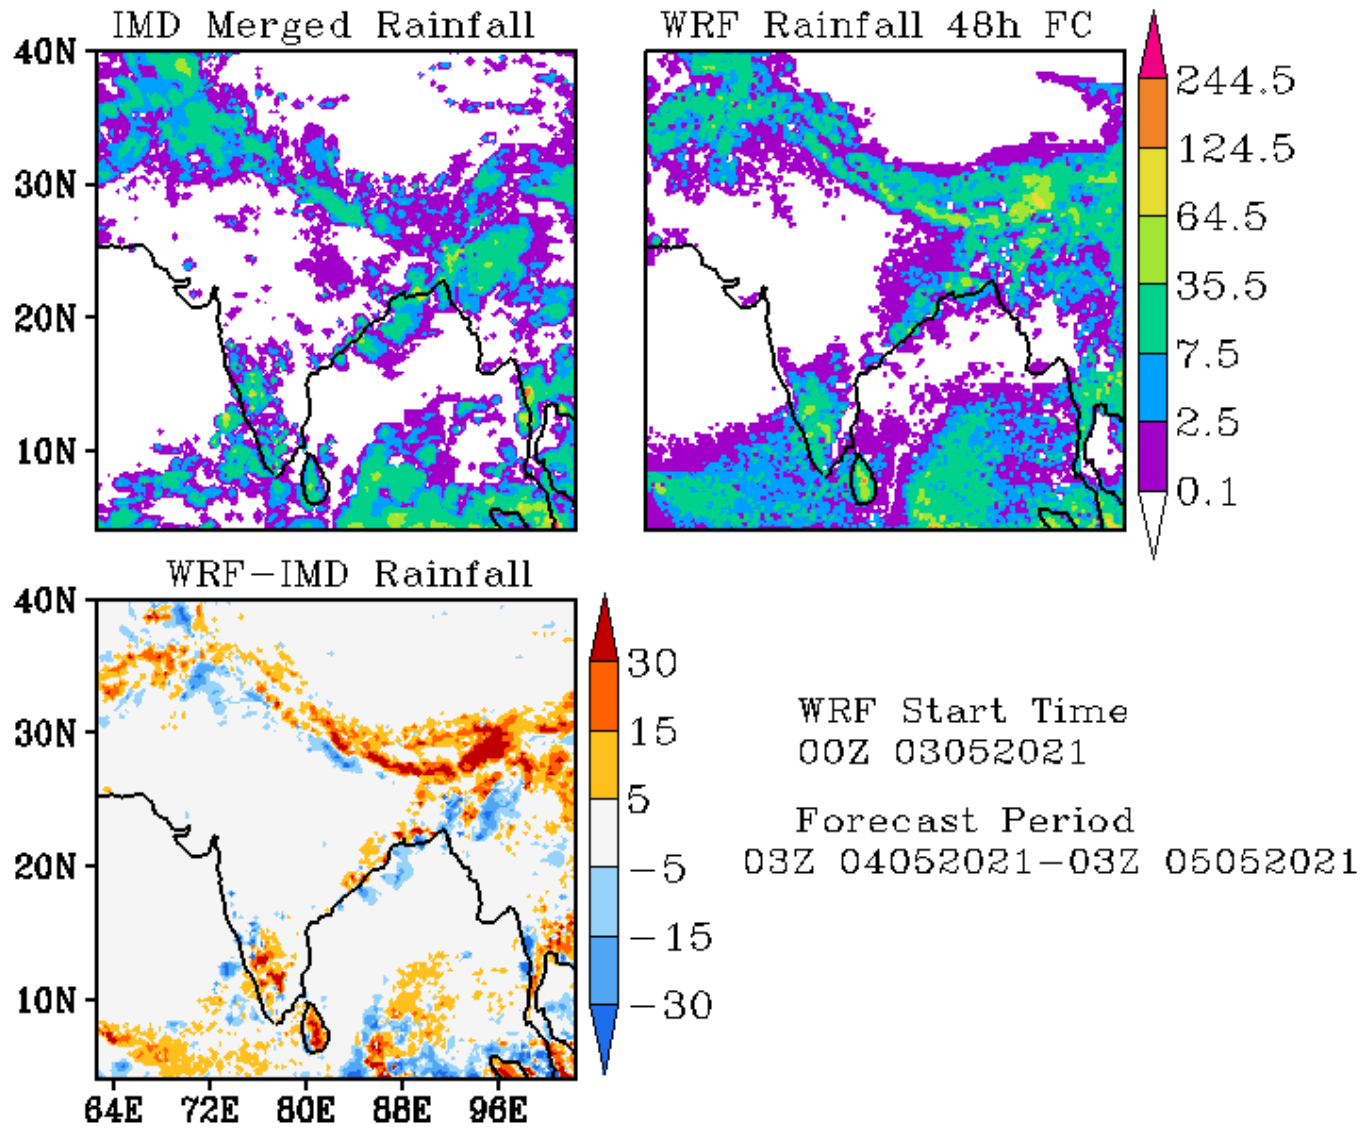 IMD Merged Rainfall
WRF Rainfall 48h FC
40N
30N
20N
10N
244.5
124.5
64.5
35.5
7.5
2.5
0.1
WRF-IMD Rainfall
40N
30N
20N
10N
64E 72E 80E 88E 96E
30
15
5
-5
-15
-30
WRF Start Time
00Z 03052021
Forecast Period
03Z 04052021-03Z 05052021